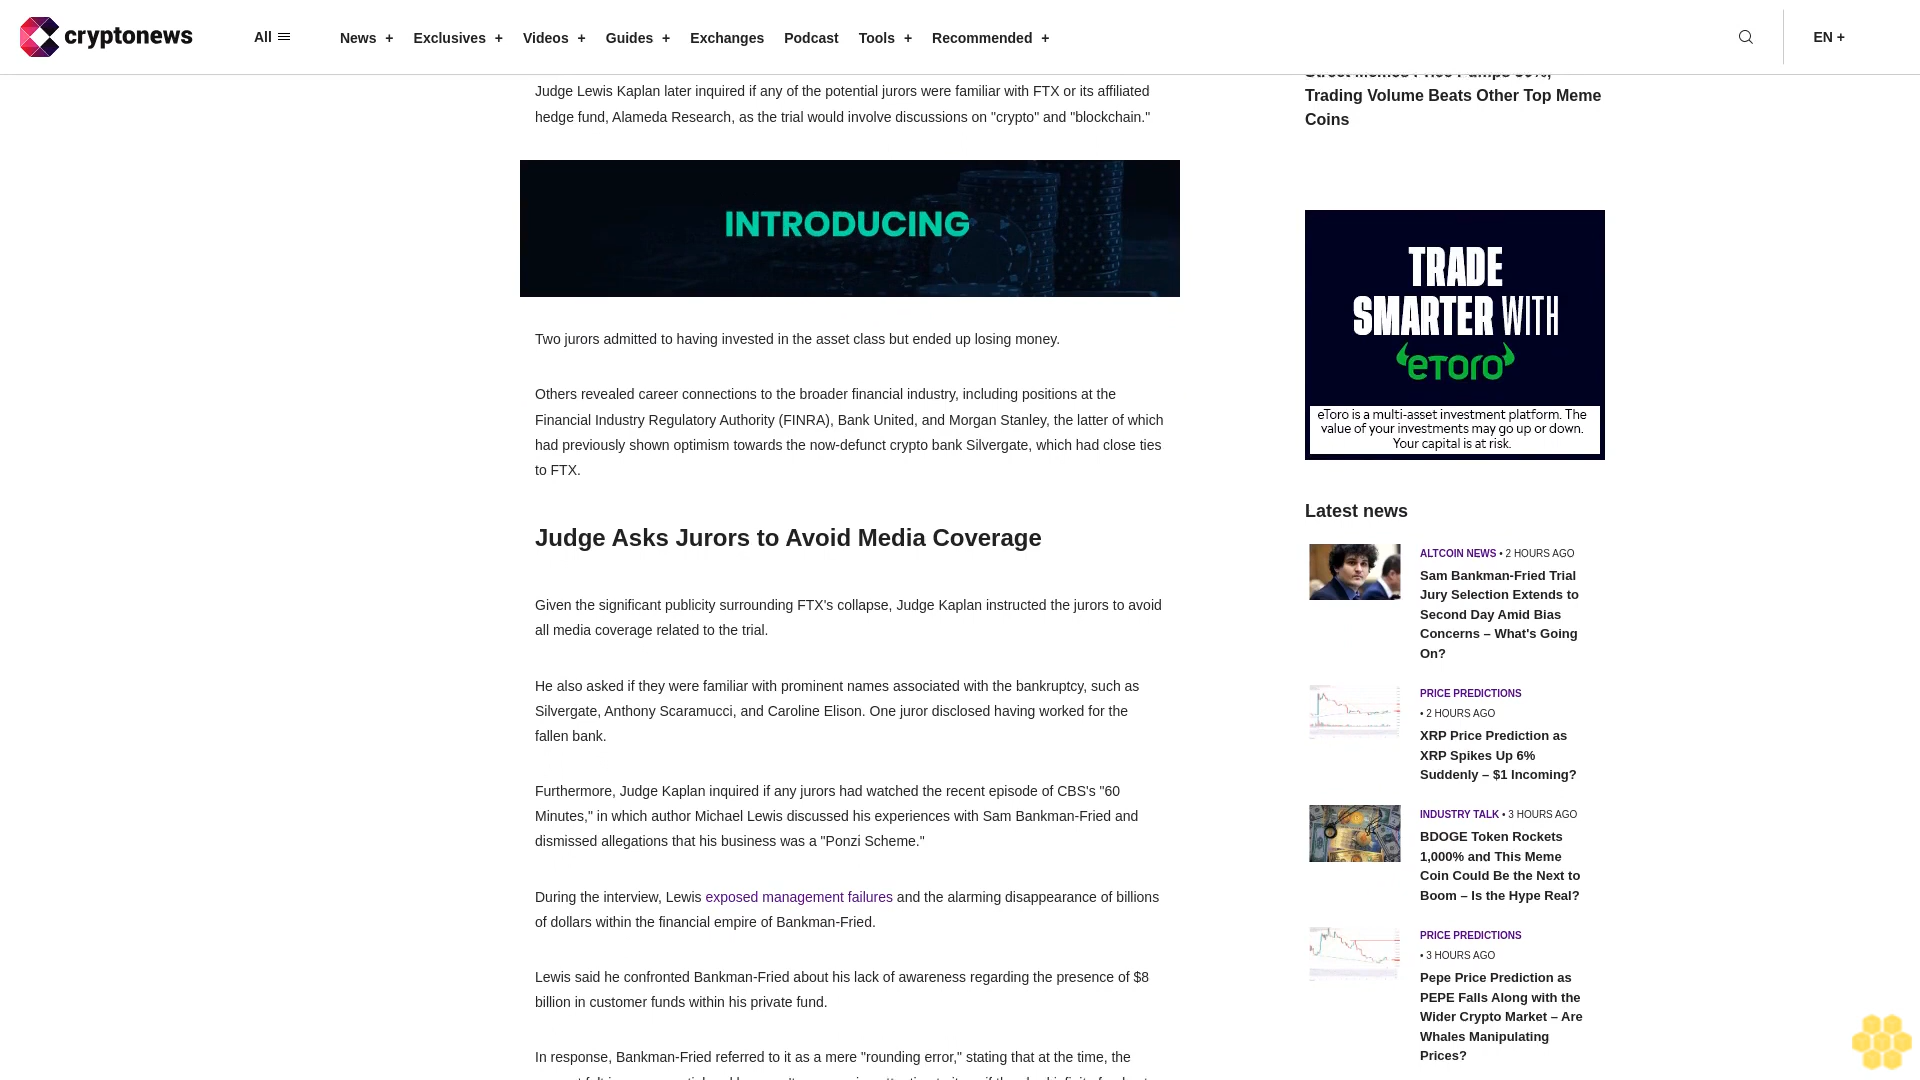 cryptonews
All
News +
Exclusives +
Videos +
Guides +
Exchanges
Podcast
Tools +
Recommended +
EN +
Judge Lewis Kaplan later inquired if any of the potential jurors were familiar with FTX or its affiliated
hedge fund, Alameda Research, as the trial would involve discussions on "crypto" and "blockchain."
INTRODUCING
Two jurors admitted to having invested in the asset class but ended up losing money.
Others revealed career connections to the broader financial industry, including positions at the
Financial Industry Regulatory Authority (FINRA), Bank United, and Morgan Stanley, the latter of which
had previously shown optimism towards the now-defunct crypto bank Silvergate, which had close ties
to FTX.
Judge Asks Jurors to Avoid Media Coverage
Given the significant publicity surrounding FTX's collapse, Judge Kaplan instructed the jurors to avoid
all media coverage related to the trial.
He also asked if they were familiar with prominent names associated with the bankruptcy, such as
Silvergate, Anthony Scaramucci, and Caroline Elison. One juror disclosed having worked for the
fallen bank.
Furthermore, Judge Kaplan inquired if any jurors had watched the recent episode of CBS's "60
Minutes," in which author Michael Lewis discussed his experiences with Sam Bankman-Fried and
dismissed allegations that his business was a "Ponzi Scheme."
During the interview, Lewis exposed management failures and the alarming disappearance of billions
of dollars within the financial empire of Bankman-Fried.
Lewis said he confronted Bankman-Fried about his lack of awareness regarding the presence of $8
billion in customer funds within his private fund.
In response, Bankman-Fried referred to it as a mere "rounding error," stating that at the time, the
Trading Volume Beats Other Top Meme
Coins
TRADE
SMARTER WITH
eToro
eToro is a multi-asset investment platform. The
value of your investments may go up or down.
Your capital is at risk.
Latest news
ALTCOIN NEWS • 2 HOURS AGO
Sam Bankman-Fried Trial
Jury Selection Extends to
Second Day Amid Bias
Concerns – What's Going
On?
PRICE PREDICTIONS
• 2 HOURS AGO
XRP Price Prediction as
XRP Spikes Up 6%
Suddenly – $1 Incoming?
INDUSTRY TALK • 3 HOURS AGO
BDOGE Token Rockets
1,000% and This Meme
Coin Could Be the Next to
Boom – Is the Hype Real?
PRICE PREDICTIONS
• 3 HOURS AGO
Pepe Price Prediction as
PEPE Falls Along with the
Wider Crypto Market – Are
Whales Manipulating
Prices?